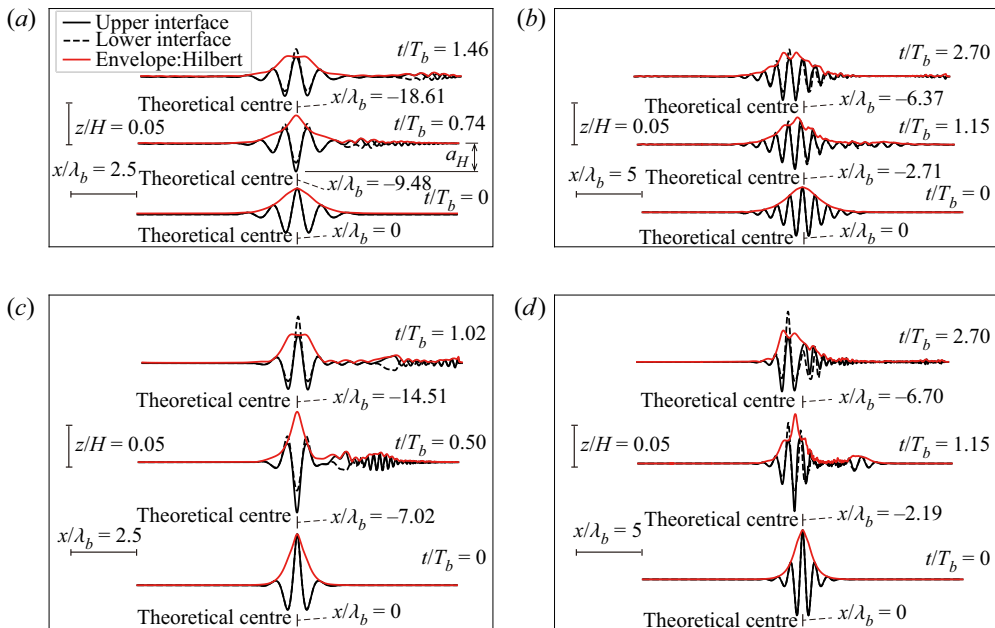 (a)
Upper interface
Lower interface
Envelope:Hilbert
t/T_b = 1.46
Theoretical centre
x/λ_b = –18.61
z/H = 0.05
t/T_b = 0.74
a_H
x/λ_b = 2.5
Theoretical centre
x/λ_b = –9.48
t/T_b = 0
Theoretical centre
x/λ_b = 0
(b)
t/T_b = 2.70
Theoretical centre
x/λ_b = –6.37
z/H = 0.05
t/T_b = 1.15
x/λ_b = 5
Theoretical centre
x/λ_b = –2.71
t/T_b = 0
Theoretical centre
x/λ_b = 0
(c)
t/T_b = 1.02
Theoretical centre
x/λ_b = –14.51
z/H = 0.05
t/T_b = 0.50
Theoretical centre
x/λ_b = –7.02
x/λ_b = 2.5
t/T_b = 0
Theoretical centre
x/λ_b = 0
(d)
t/T_b = 2.70
Theoretical centre
x/λ_b = –6.70
z/H = 0.05
t/T_b = 1.15
Theoretical centre
x/λ_b = –2.19
x/λ_b = 5
t/T_b = 0
Theoretical centre
x/λ_b = 0